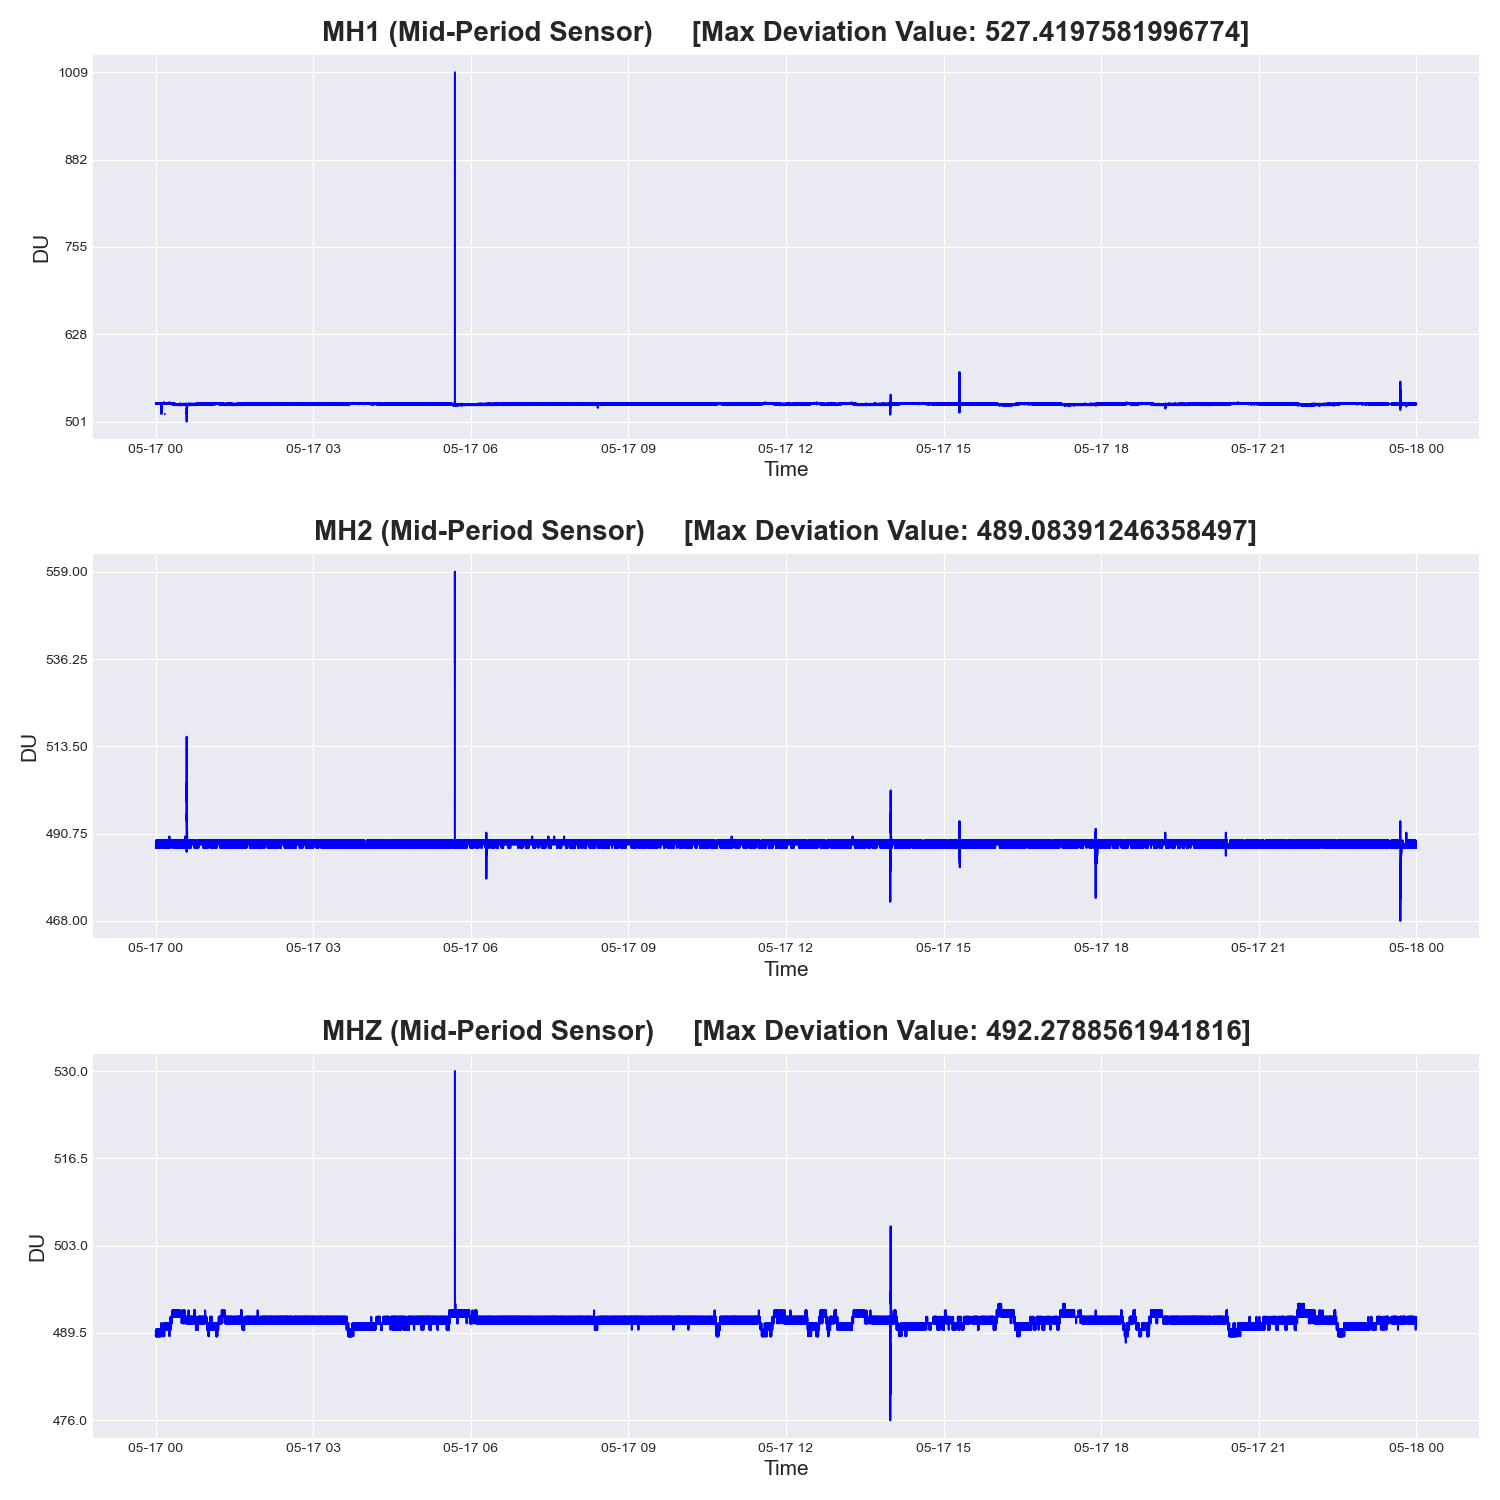 MH1 (Mid-Period Sensor) [Max Deviation Value: 527.4197581996774]
1009
882
755
628
501
DU
05-17 00 05-17 03 05-17 06 05-17 09 05-17 12 05-17 15 05-17 18 05-17 21 05-18 00
Time
MH2 (Mid-Period Sensor) [Max Deviation Value: 489.08391246358497]
559.00
536.25
513.50
490.75
468.00
DU
05-17 00 05-17 03 05-17 06 05-17 09 05-17 12 05-17 15 05-17 18 05-17 21 05-18 00
Time
MHZ (Mid-Period Sensor) [Max Deviation Value: 492.2788561941816]
530.0
516.5
503.0
489.5
476.0
DU
05-17 00 05-17 03 05-17 06 05-17 09 05-17 12 05-17 15 05-17 18 05-17 21 05-18 00
Time